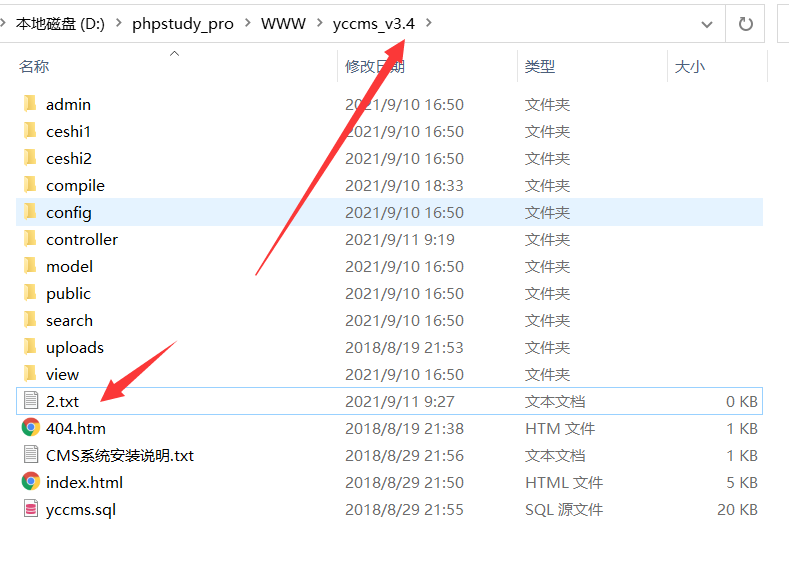 本地磁盘 (D:) › phpstudy_pro › WWW › yccms_v3.4 ›
名称 修改日期 类型 大小
admin 2021/9/10 16:50 文件夹
ceshi1 2021/9/10 16:50 文件夹
ceshi2 2021/9/10 16:50 文件夹
compile 2021/9/10 18:33 文件夹
config 2021/9/10 16:50 文件夹
controller 2021/9/11 9:19 文件夹
model 2021/9/10 16:50 文件夹
public 2021/9/10 16:50 文件夹
search 2021/9/10 16:50 文件夹
uploads 2018/8/19 21:53 文件夹
view 2021/9/10 16:50 文件夹
2.txt 2021/9/11 9:27 文本文档 0 KB
404.htm 2018/8/19 21:38 HTM 文件 1 KB
CMS系统安装说明.txt 2018/8/29 21:56 文本文档 1 KB
index.html 2018/8/29 21:50 HTML 文件 5 KB
yccms.sql 2018/8/29 21:55 SQL 源文件 20 KB